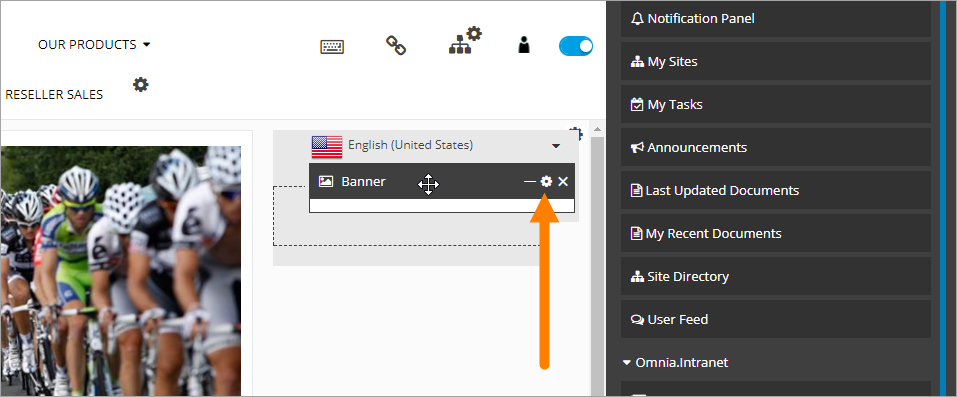 OUR PRODUCTS
RESELLER SALES
English (United States)
Banner
Notification Panel
My Sites
My Tasks
Announcements
Last Updated Documents
My Recent Documents
Site Directory
User Feed
Omnia.Intranet